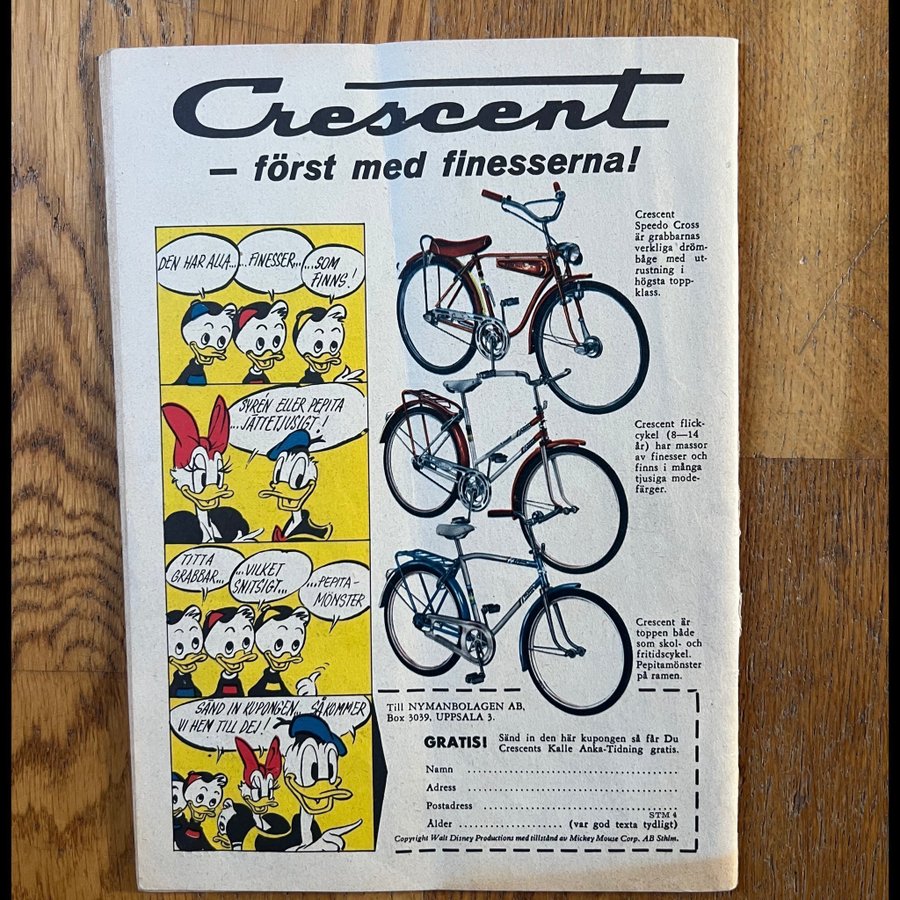 Crescent
— först med finesserna!
DEN HAR ALLA...
...FINESSER...
...SOM
FINNS!
SYRÉN ELLER PEPITA
...JÄTTETJUSIGT!
TITTA
GRABBAR...
...VILKET
SNITSIGT...
...PEPITA-
MÖNSTER
SÄND IN KUPONGEN... SÅ KOMMER
VI HEM TILL DEJ!
Crescent
Speedo Cross
är grabbarnas
verkliga dröm-
båge med ut-
rustning i
högsta topp-
klass.
Crescent flick-
cykel (8—14
år) har massor
av finesser och
finns i många
tjusiga mode-
färger.
Crescent är
toppen både
som skol- och
fritidscykel.
Pepitamönster
på ramen.
Till NYMANBOLAGEN AB,
Box 3039, UPPSALA 3.
GRATIS! Sänd in den här kupongen så får Du
Crescents Kalle Anka-Tidning gratis.
Namn
Adress
Postadress
STM 4
Ålder (var god texta tydligt)
Copyright Walt Disney Productions med tillstånd av Mickey Mouse Corp. AB Sthlm.